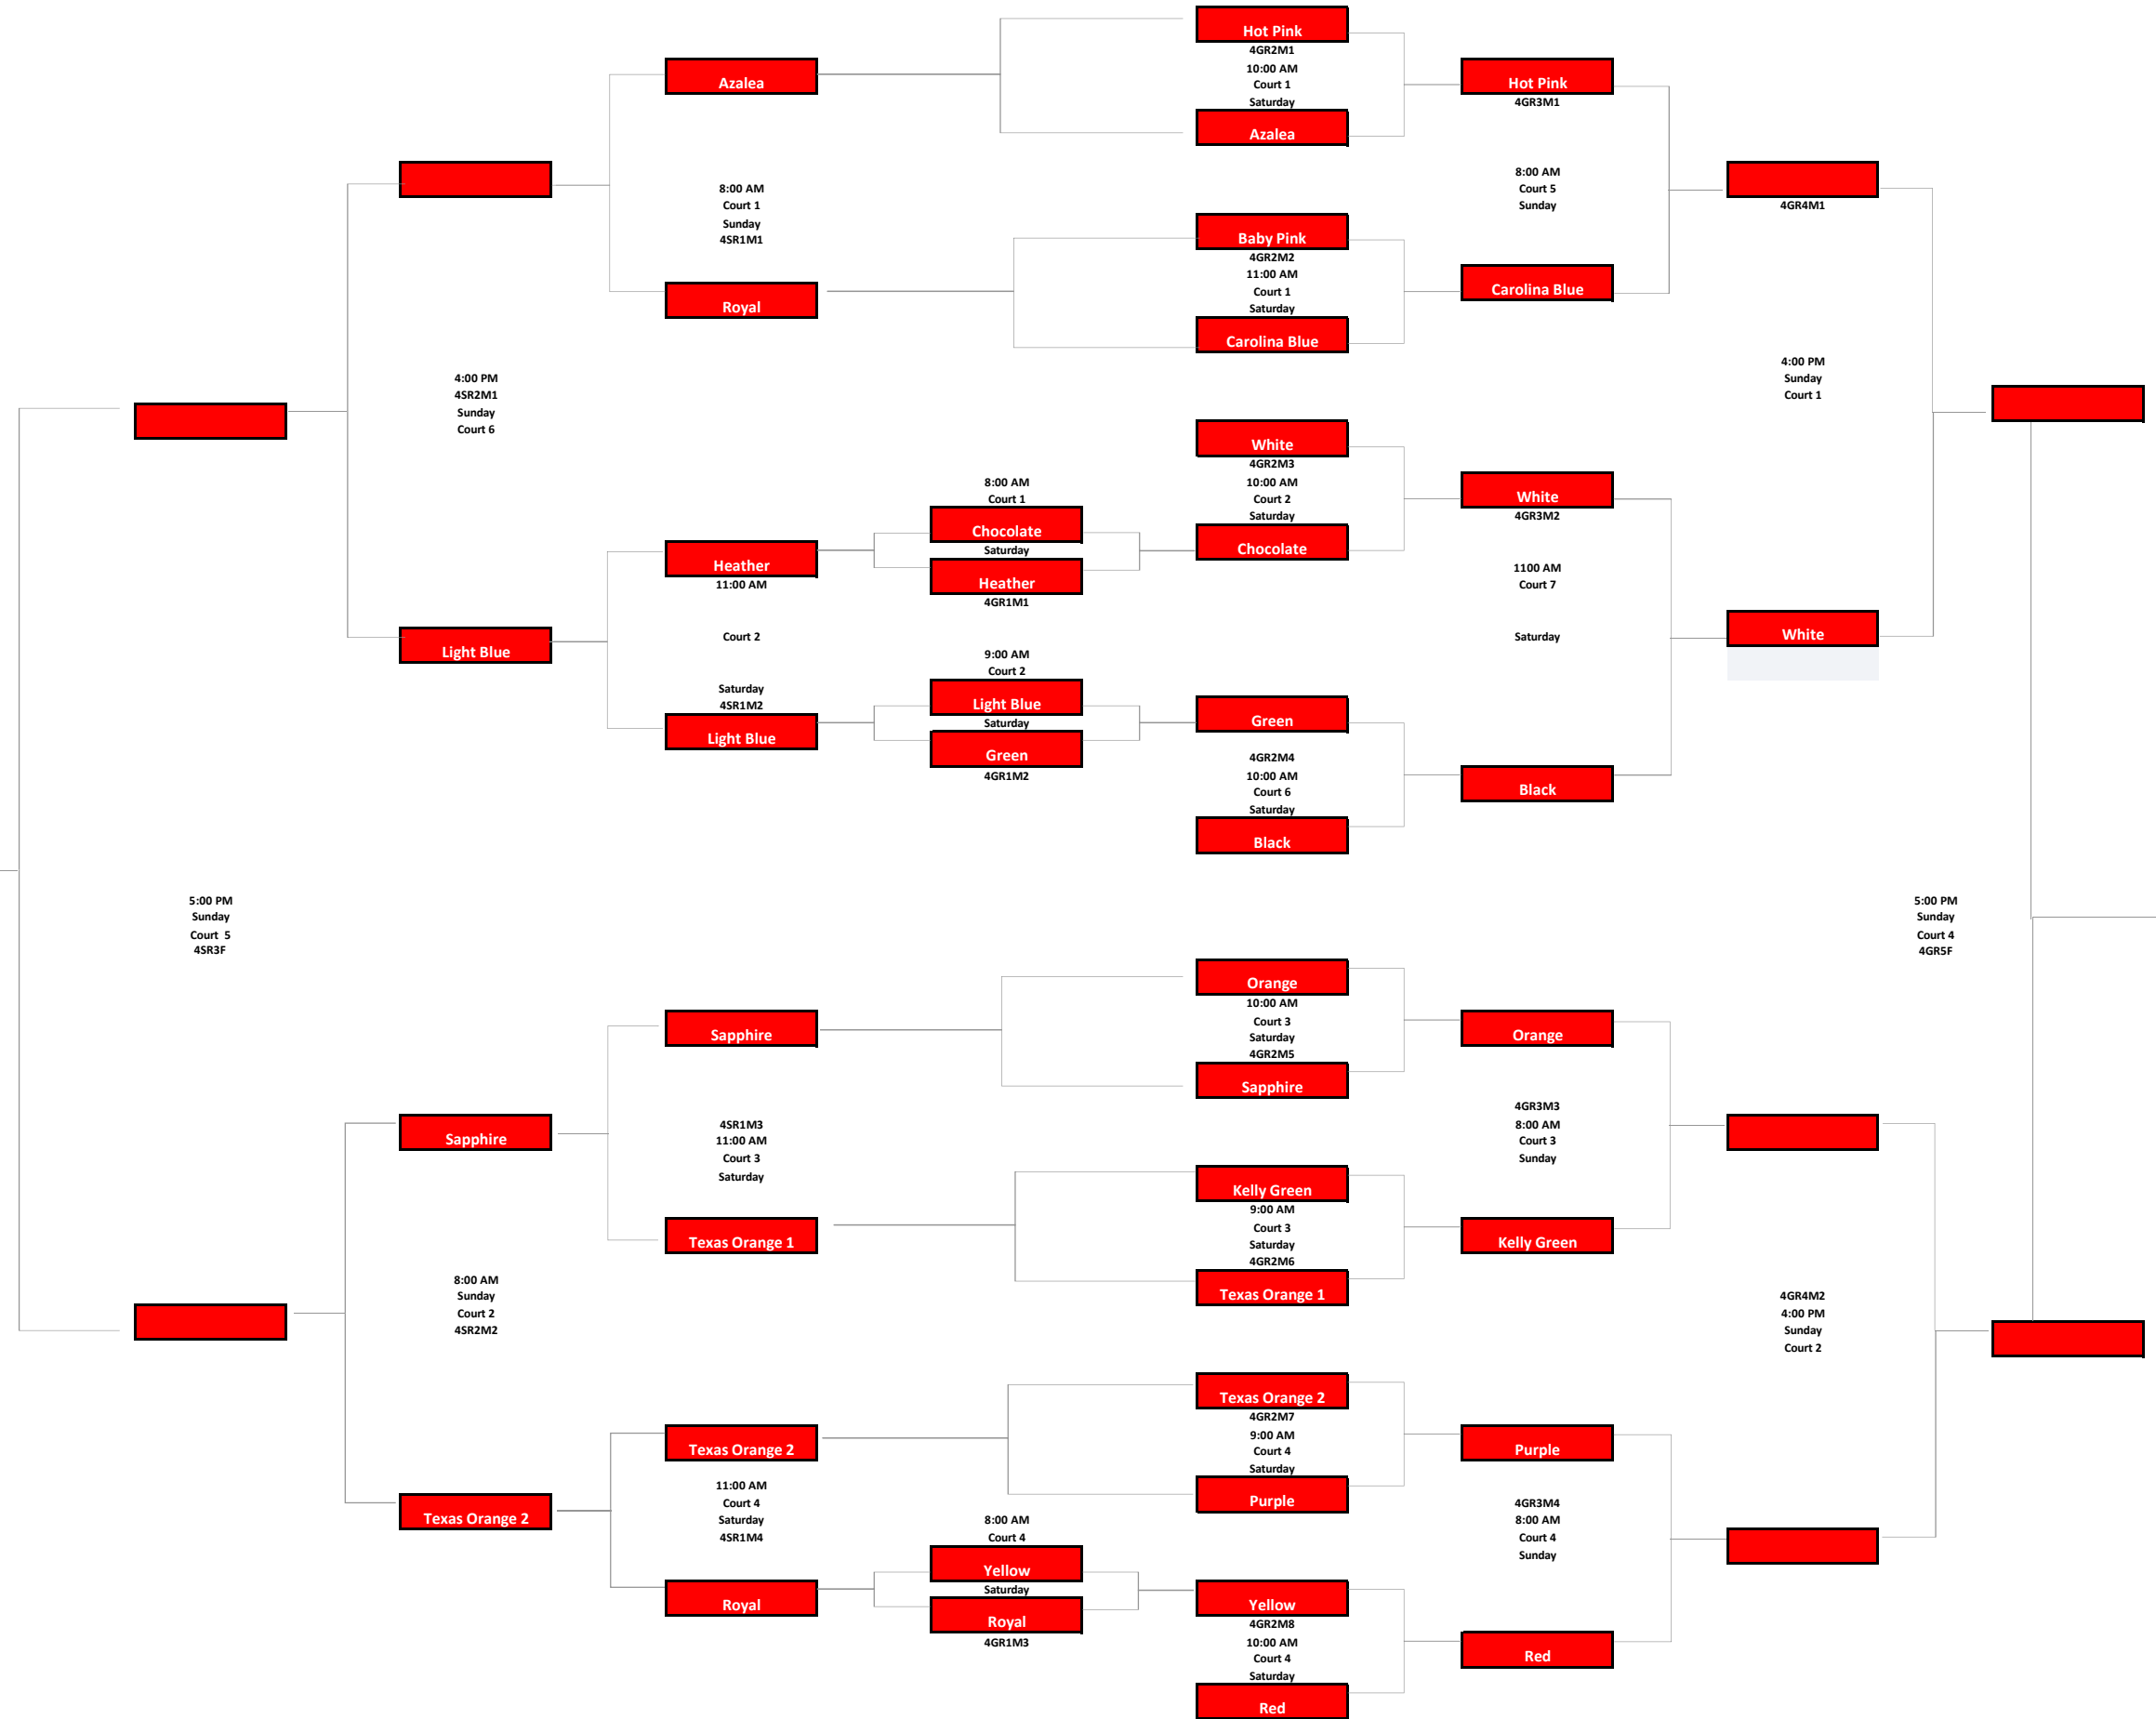 Hot Pink
4GR2M1
10:00 AM
Court 1
Saturday
Azalea
Azalea
Hot Pink
4GR3M1
8:00 AM
Court 5
Sunday
4GR4M1
8:00 AM
Court 1
Sunday
4SR1M1
Baby Pink
4GR2M2
11:00 AM
Court 1
Saturday
Carolina Blue
Royal
Carolina Blue
4:00 PM
4SR2M1
Sunday
Court 6
4:00 PM
Sunday
Court 1
White
4GR2M3
10:00 AM
Court 2
Saturday
Chocolate
8:00 AM
Court 1
Chocolate
Saturday
Heather
4GR1M1
White
4GR3M2
Heather
11:00 AM
Court 2
Saturday
4SR1M2
Light Blue
1100 AM
Court 7
Saturday
Light Blue
White
9:00 AM
Court 2
Light Blue
Saturday
Green
4GR1M2
Green
4GR2M4
10:00 AM
Court 6
Saturday
Black
Black
5:00 PM
Sunday
Court 5
4SR3F
5:00 PM
Sunday
Court 4
4GR5F
Orange
10:00 AM
Court 3
Saturday
4GR2M5
Sapphire
Sapphire
Orange
4SR1M3
11:00 AM
Court 3
Saturday
4GR3M3
8:00 AM
Court 3
Sunday
Sapphire
Kelly Green
9:00 AM
Court 3
Saturday
4GR2M6
Texas Orange 1
Texas Orange 1
Kelly Green
8:00 AM
Sunday
Court 2
4SR2M2
4GR4M2
4:00 PM
Sunday
Court 2
Texas Orange 2
4GR2M7
9:00 AM
Court 4
Saturday
Purple
Texas Orange 2
11:00 AM
Court 4
Saturday
4SR1M4
Purple
4GR3M4
8:00 AM
Court 4
Sunday
Texas Orange 2
8:00 AM
Court 4
Yellow
Saturday
Royal
4GR1M3
Royal
Yellow
4GR2M8
10:00 AM
Court 4
Saturday
Red
Red